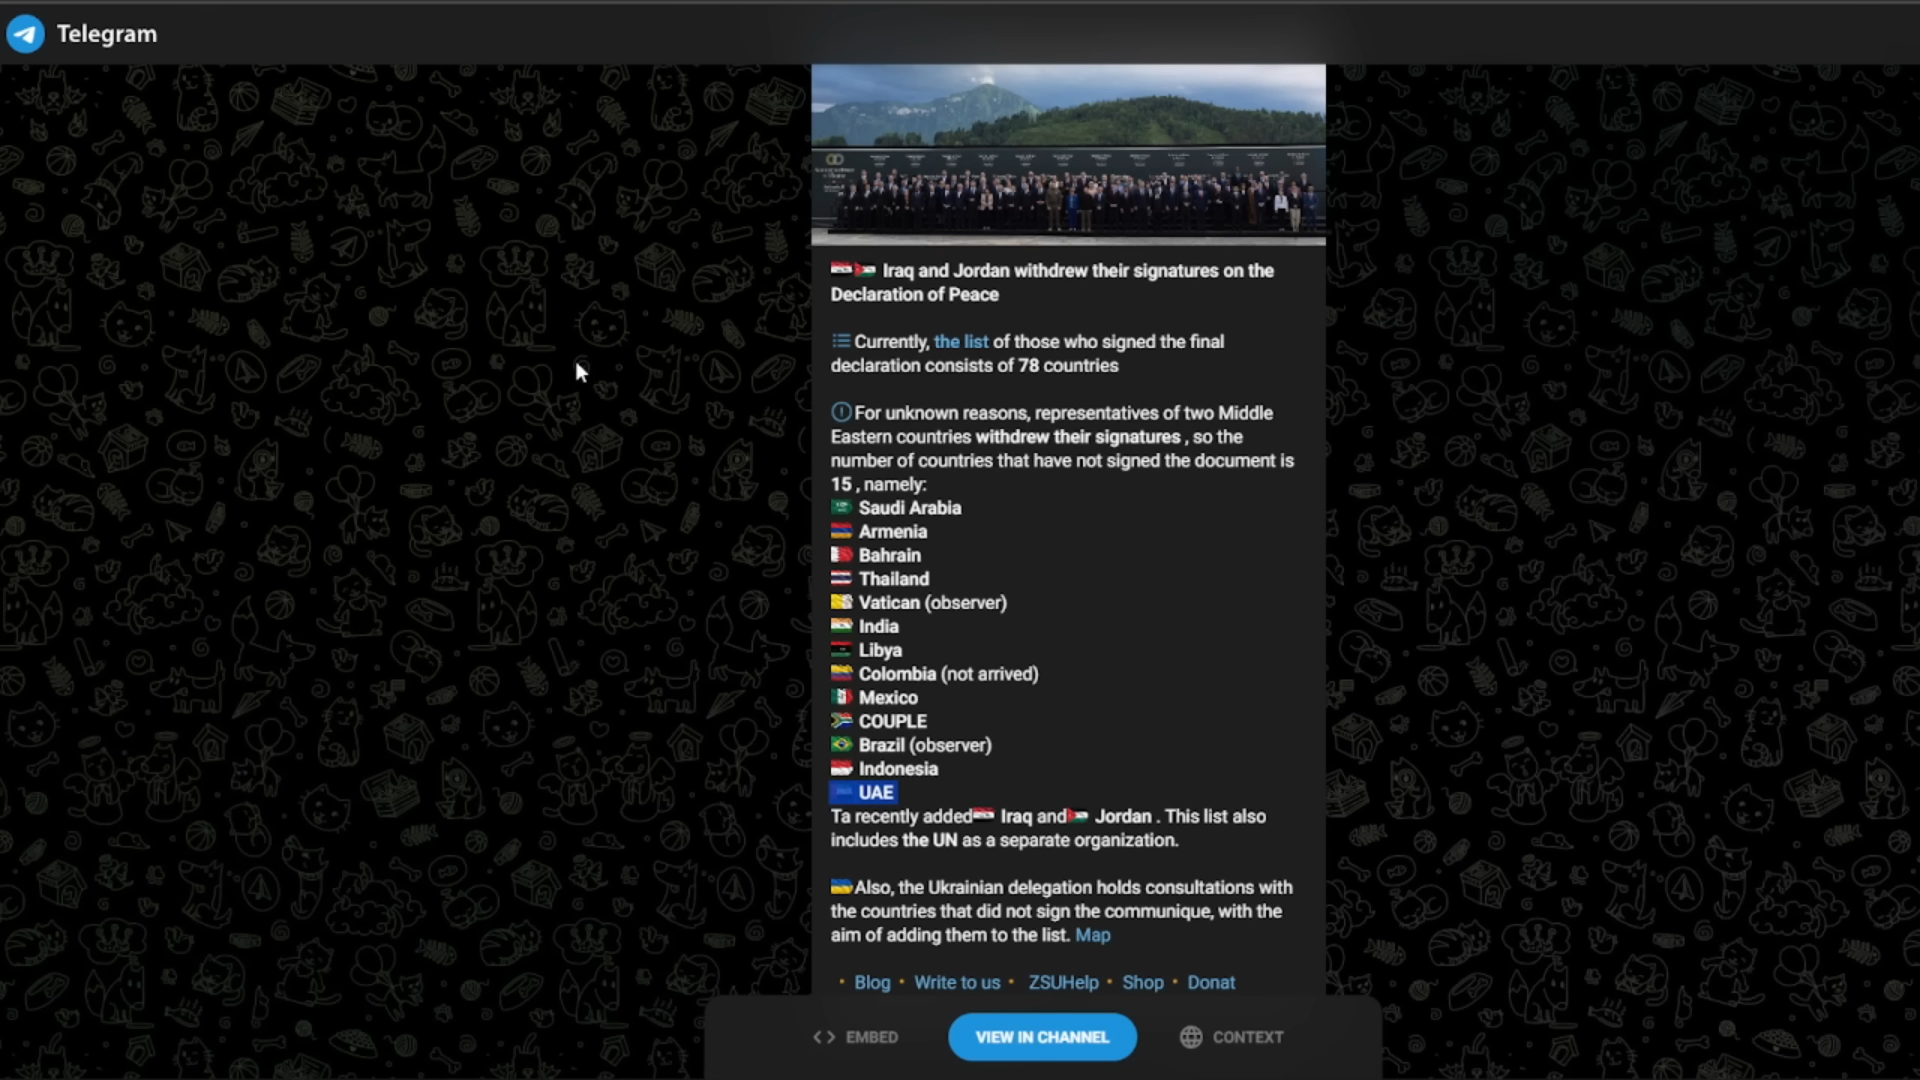 Telegram
Iraq and Jordan withdrew their signatures on the
Declaration of Peace
Currently, the list of those who signed the final
declaration consists of 78 countries
For unknown reasons, representatives of two Middle
Eastern countries withdrew their signatures , so the
number of countries that have not signed the document is
15 , namely:
Saudi Arabia
Armenia
Bahrain
Thailand
Vatican (observer)
India
Libya
Colombia (not arrived)
Mexico
COUPLE
Brazil (observer)
Indonesia
UAE
Ta recently added Iraq and Jordan . This list also
includes the UN as a separate organization.
Also, the Ukrainian delegation holds consultations with
the countries that did not sign the communique, with the
aim of adding them to the list. Map
• Blog • Write to us • ZSUHelp • Shop • Donat
<> EMBED
VIEW IN CHANNEL
CONTEXT